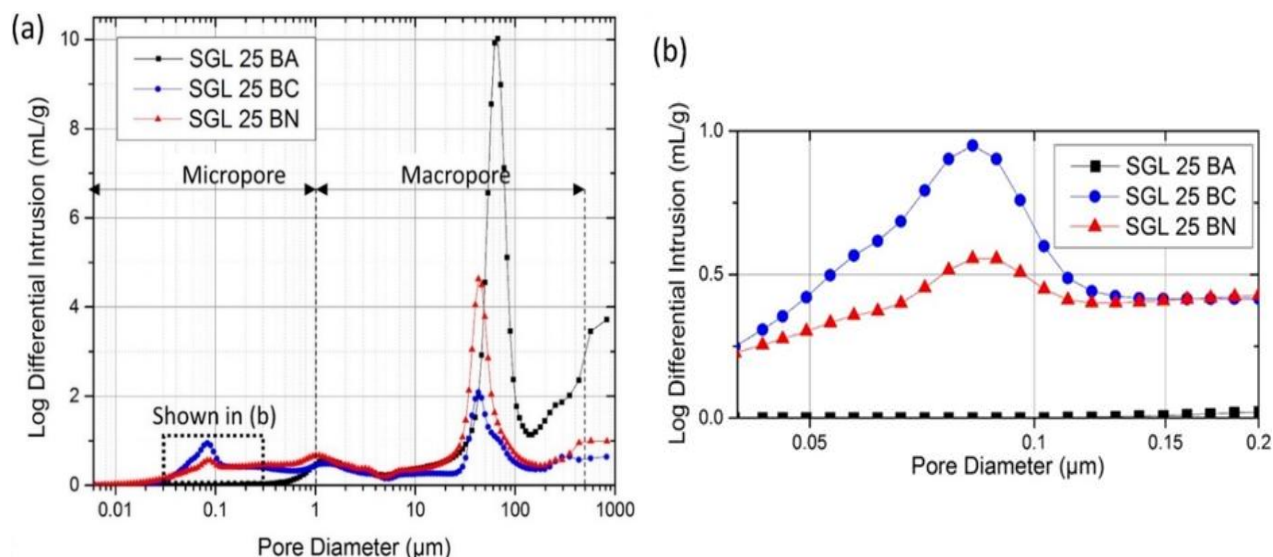 (a)
10
8
6
4
2
0
Log Differential Intrusion (mL/g)
SGL 25 BA
SGL 25 BC
SGL 25 BN
Micropore
Macropore
Shown in (b)
0.01 0.1 1 10 100 1000
Pore Diameter (µm)
(b)
1.0
0.5
0.0
Log Differential Intrusion (mL/g)
SGL 25 BA
SGL 25 BC
SGL 25 BN
0.05 0.1 0.15 0.2
Pore Diameter (µm)